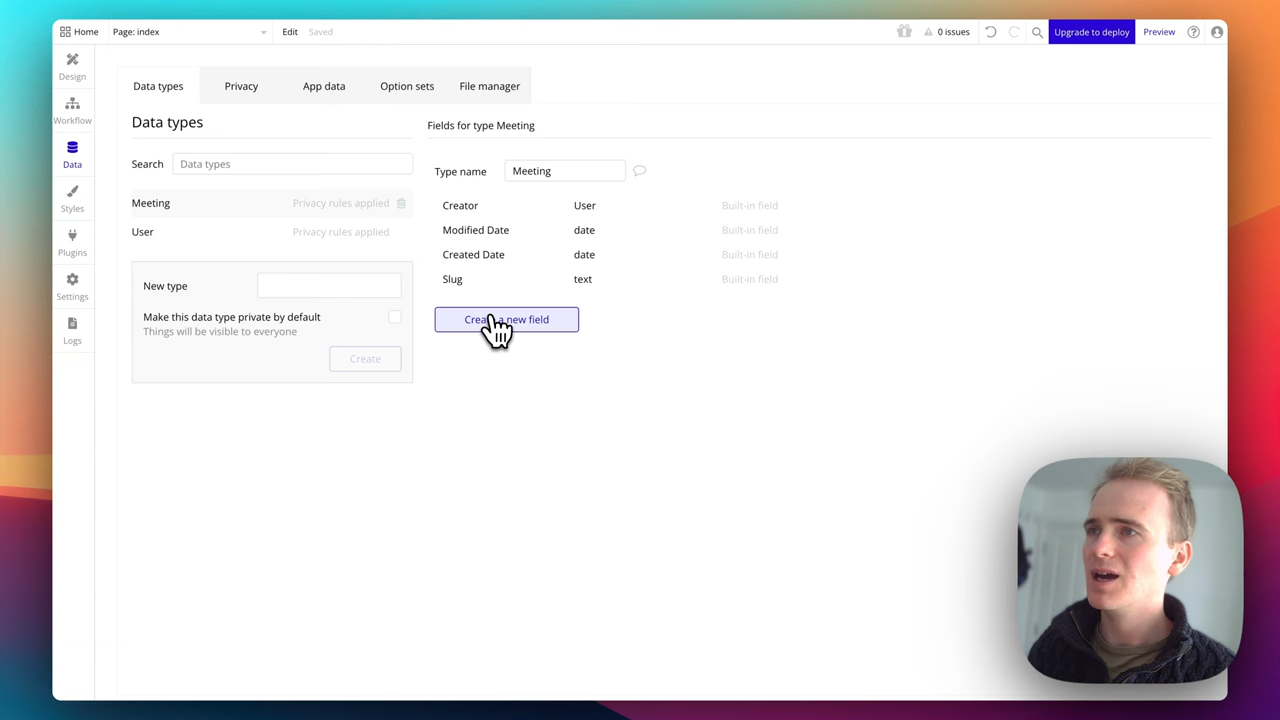 Home
Page: index
Edit
Saved
0 issues
Upgrade to deploy
Preview
Design
Workflow
Data
Styles
Plugins
Settings
Logs
Data types
Privacy
App data
Option sets
File manager
Data types
Search
Data types
Meeting
Privacy rules applied
User
Privacy rules applied
New type
Make this data type private by default
Things will be visible to everyone
Create
Fields for type Meeting
Type name
Meeting
Creator
User
Built-in field
Modified Date
date
Built-in field
Created Date
date
Built-in field
Slug
text
Built-in field
new field